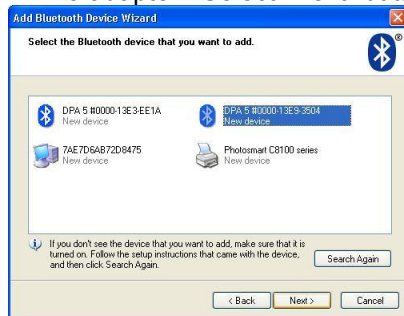 Add Bluetooth Device Wizard
Select the Bluetooth device that you want to add.
DPA 5 #0000-13E3-EE1A
New device
DPA 5 #0000-13E9-3504
New device
7AE7D6AB72D8475
New device
Photosmart C8100 series
New device
If you don't see the device that you want to add, make sure that it is
turned on. Follow the setup instructions that came with the device,
and then click Search Again.
Search Again
< Back
Next >
Cancel